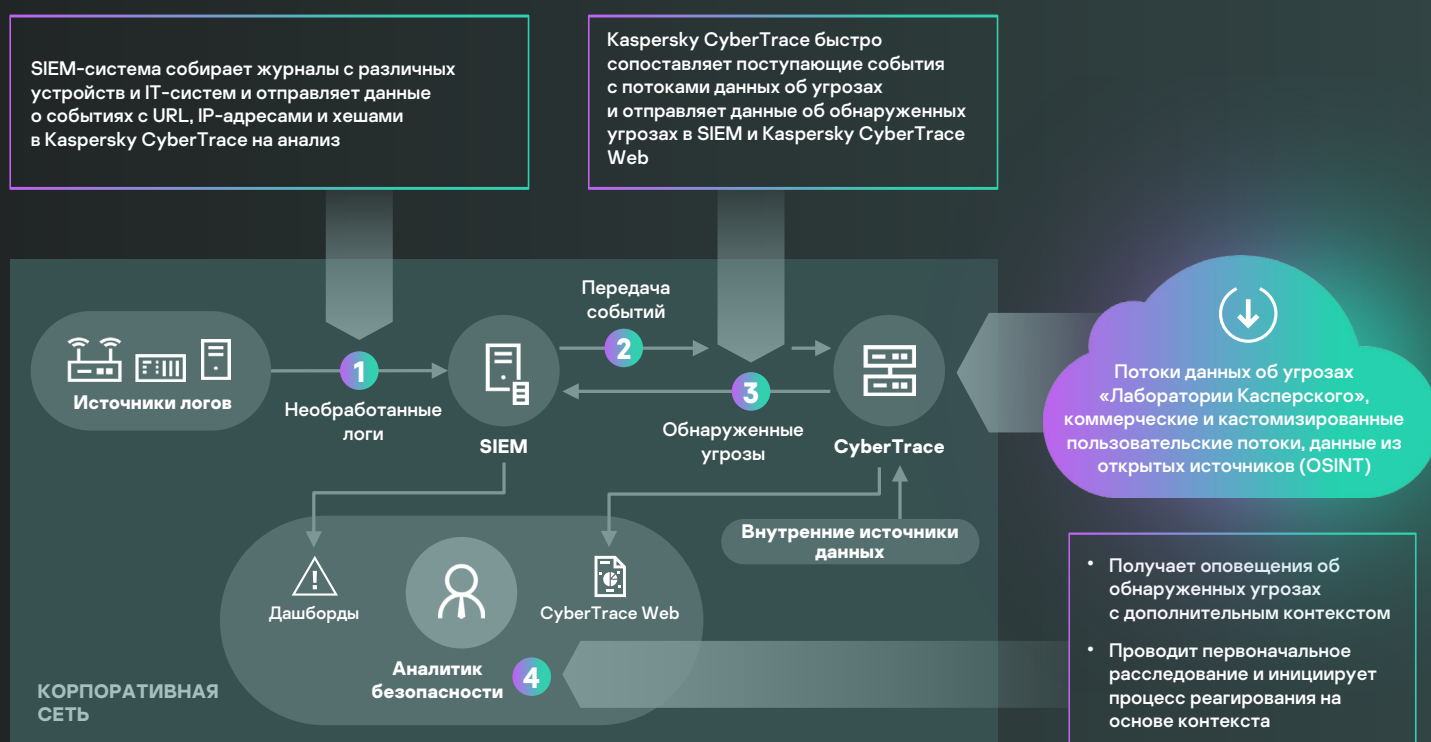 SIEM-система собирает журналы с различных
устройств и IT-систем и отправляет данные
о событиях с URL, IP-адресами и хешами
в Kaspersky CyberTrace на анализ
Kaspersky CyberTrace быстро
сопоставляет поступающие события
с потоками данных об угрозах
и отправляет данные об обнаруженных
угрозах в SIEM и Kaspersky CyberTrace
Web
Передача
событий
Источники логов
1
Необработанные
логи
SIEM
2
3
Обнаруженные
угрозы
CyberTrace
Потоки данных об угрозах
«Лаборатории Касперского»,
коммерческие и кастомизированные
пользовательские потоки, данные из
открытых источников (OSINT)
Внутренние источники
данных
Дашборды
CyberTrace Web
Аналитик
безопасности
4
КОРПОРАТИВНАЯ
СЕТЬ
• Получает оповещения об
обнаруженных угрозах
с дополнительным контекстом
• Проводит первоначальное
расследование и инициирует
процесс реагирования на
основе контекста